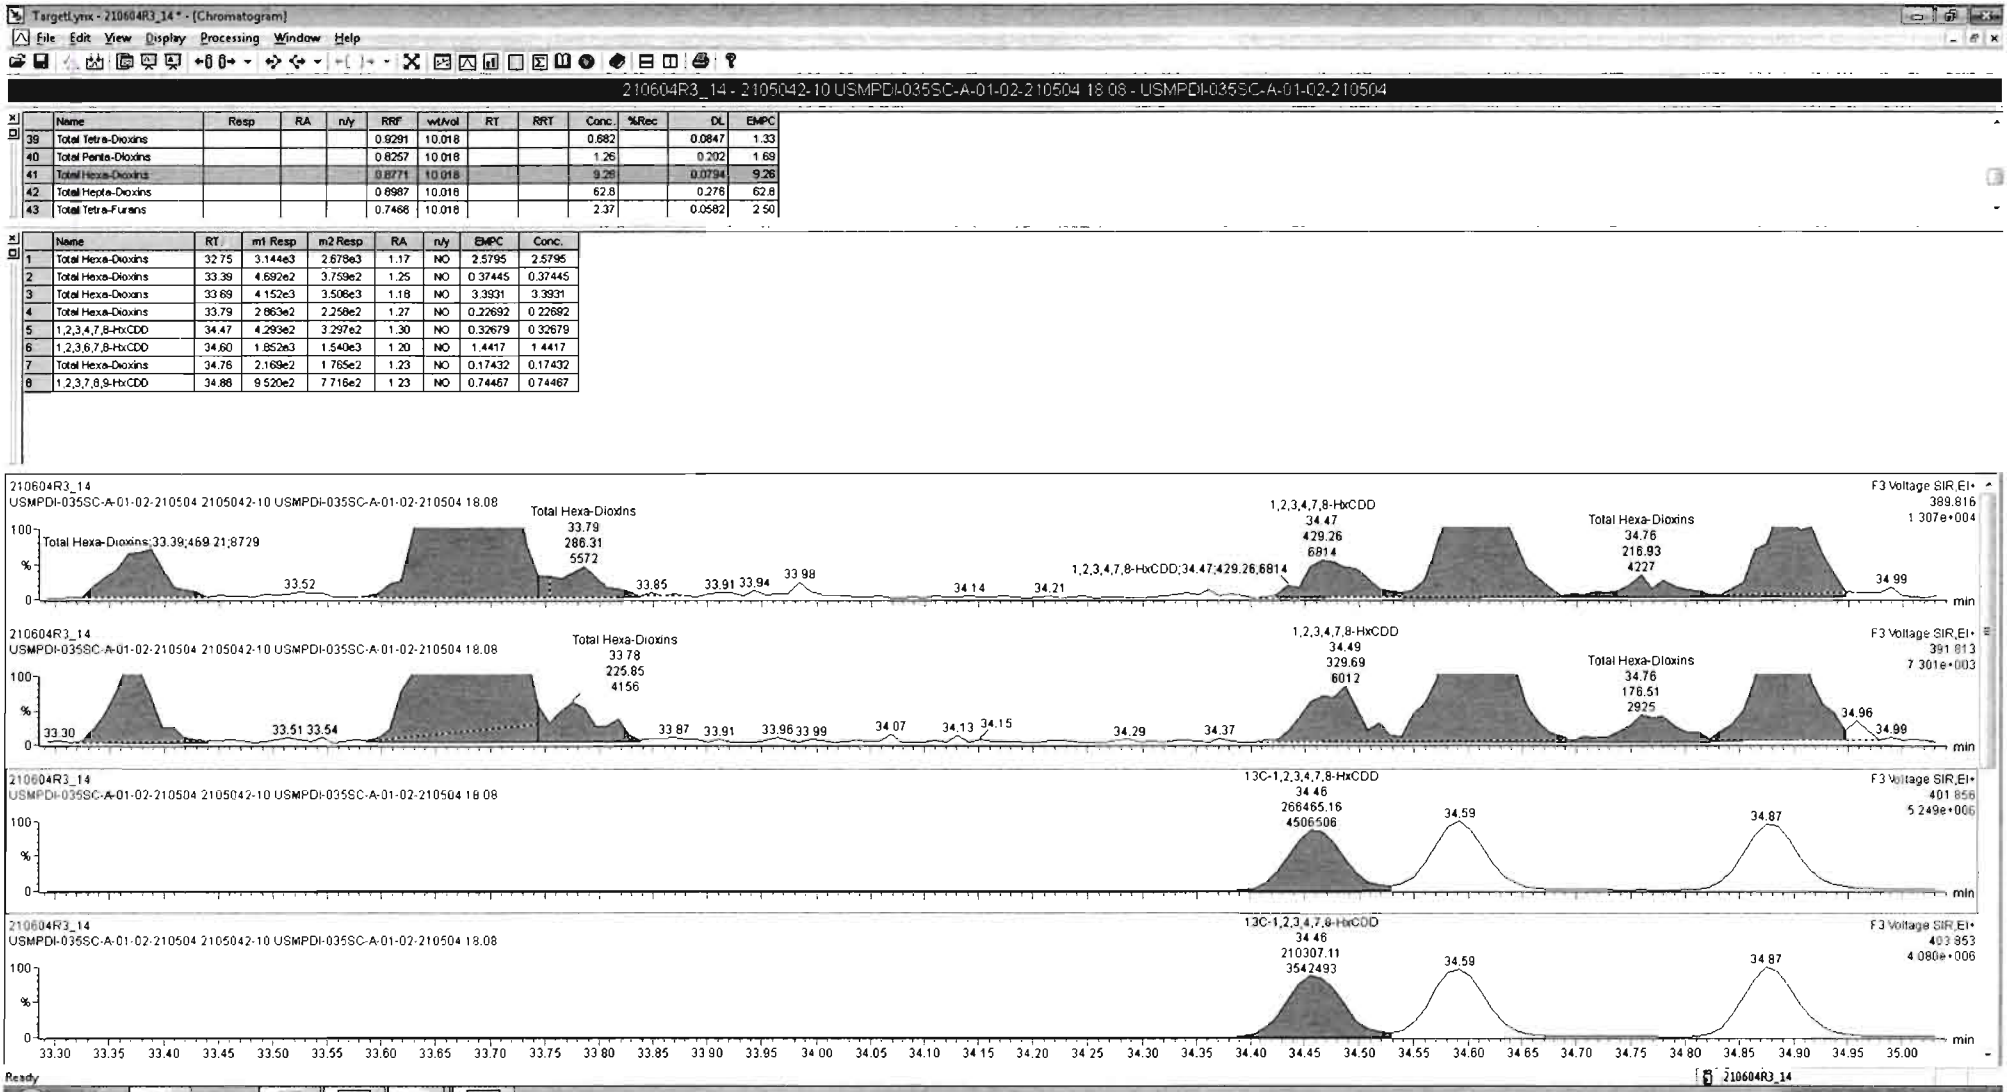 TargetLynx - 210604R3_14 * - [Chromatogram]
File Edit View Display Processing Window Help
210604R3_14 - 2105042-10 USMPDI-035SC-A-01-02-210504 18.08 - USMPDI-035SC-A-01-02-210504
Name Resp RA n/y RRF wt/vol RT RRT Conc. %Rec DL EMPC
39 Total Tetra-Dioxins 0.9291 10.018 0.682 0.0847 1.33
40 Total Penta-Dioxins 0.8257 10.018 1.26 0.202 1.69
41 Total Hexa-Dioxins 0.8771 10.018 9.26 0.0794 9.26
42 Total Hepta-Dioxins 0.8987 10.018 62.8 0.276 62.8
43 Total Tetra-Furans 0.7468 10.018 2.37 0.0582 2.50
Name RT m1 Resp m2 Resp RA n/y EMPC Conc.
1 Total Hexa-Dioxins 32.75 3.144e3 2.678e3 1.17 NO 2.5795 2.5795
2 Total Hexa-Dioxins 33.39 4.692e2 3.759e2 1.25 NO 0.37445 0.37445
3 Total Hexa-Dioxins 33.69 4.152e3 3.506e3 1.18 NO 3.3931 3.3931
4 Total Hexa-Dioxins 33.79 2.863e2 2.258e2 1.27 NO 0.22692 0.22692
5 1,2,3,4,7,8-HxCDD 34.47 4.293e2 3.297e2 1.30 NO 0.32679 0.32679
6 1,2,3,6,7,8-HxCDD 34.60 1.852e3 1.540e3 1.20 NO 1.4417 1.4417
7 Total Hexa-Dioxins 34.76 2.169e2 1.765e2 1.23 NO 0.17432 0.17432
8 1,2,3,7,8,9-HxCDD 34.88 9.520e2 7.716e2 1.23 NO 0.74467 0.74467
210604R3_14
USMPDI-035SC-A-01-02-210504 2105042-10 USMPDI-035SC-A-01-02-210504 18.08
F3 Voltage SIR,EI+
389.816
1.307e+004
Total Hexa-Dioxins;33.39;469.21;8729
33.52
Total Hexa-Dioxins
33.79
286.31
5572
33.85 33.91 33.94 33.98 34.14 34.21
1,2,3,4,7,8-HxCDD;34.47;429.26,6814
1,2,3,4,7,8-HxCDD
34.47
429.26
6814
Total Hexa-Dioxins
34.76
216.93
4227
34.99
100
%
0
min
210604R3_14
USMPDI-035SC-A-01-02-210504 2105042-10 USMPDI-035SC-A-01-02-210504 18.08
F3 Voltage SIR,EI+
391.813
7.301e+003
33.30 33.51 33.54
Total Hexa-Dioxins
33.78
225.85
4156
33.87 33.91 33.96 33.99 34.07 34.13 34.15 34.29 34.37
1,2,3,4,7,8-HxCDD
34.49
329.69
6012
Total Hexa-Dioxins
34.76
176.51
2925
34.96
34.99
100
%
0
min
210604R3_14
USMPDI-035SC-A-01-02-210504 2105042-10 USMPDI-035SC-A-01-02-210504 18.08
F3 Voltage SIR,EI+
401.856
5.249e+006
13C-1,2,3,4,7,8-HxCDD
34.46
266465.16
4506506
34.59
34.87
100
%
0
min
210604R3_14
USMPDI-035SC-A-01-02-210504 2105042-10 USMPDI-035SC-A-01-02-210504 18.08
F3 Voltage SIR,EI+
403.853
4.080e+006
13C-1,2,3,4,7,8-HxCDD
34.46
210307.11
3542493
34.59
34.87
100
%
0
min
33.30 33.35 33.40 33.45 33.50 33.55 33.60 33.65 33.70 33.75 33.80 33.85 33.90 33.95 34.00 34.05 34.10 34.15 34.20 34.25 34.30 34.35 34.40 34.45 34.50 34.55 34.60 34.65 34.70 34.75 34.80 34.85 34.90 34.95 35.00
Ready
210604R3_14